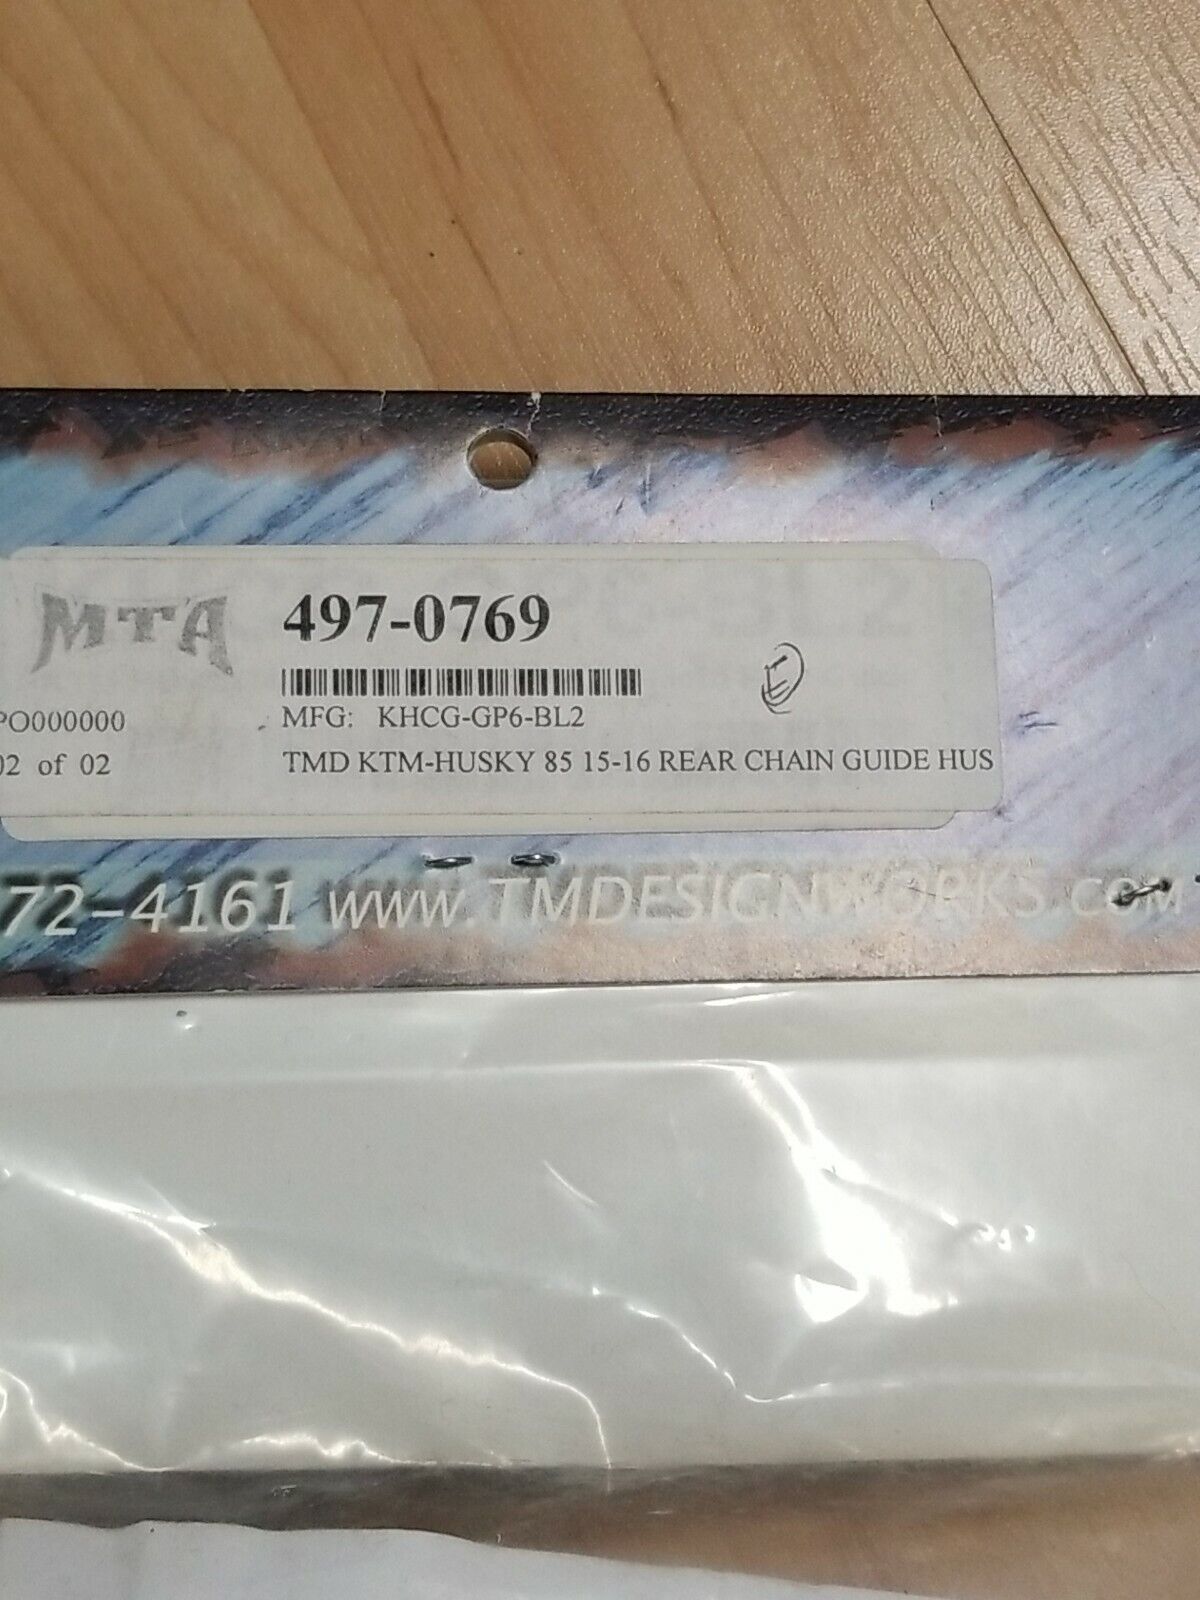 MTA
497-0769
PO000000
MFG: KHCG-GP6-BL2
02 of 02
TMD KTM-HUSKY 85 15-16 REAR CHAIN GUIDE HUS
72-4161 www.TMDESIGNWORKS.COM